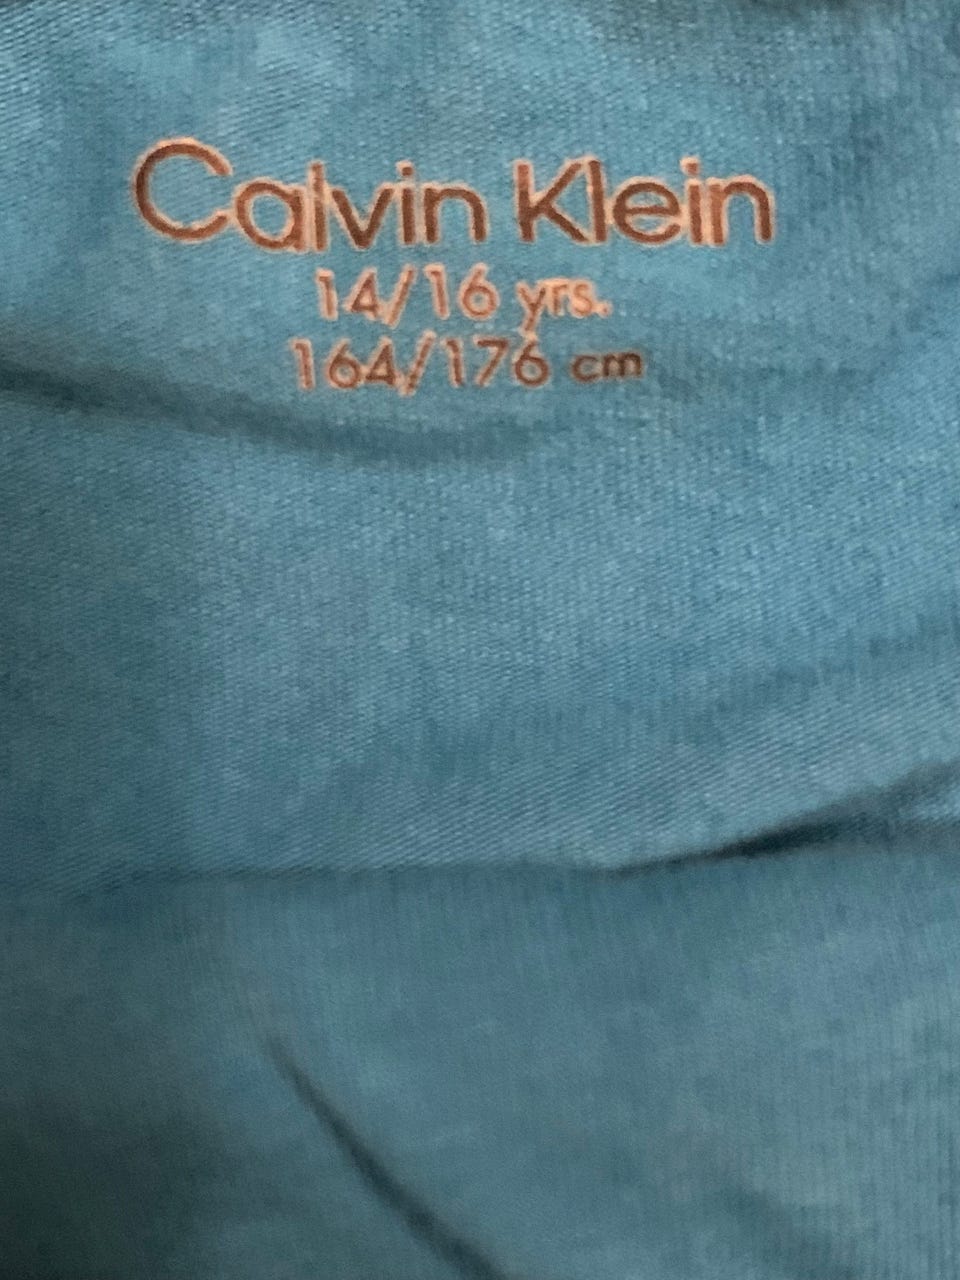 Calvin Klein
14/16 yrs.
164/176 cm